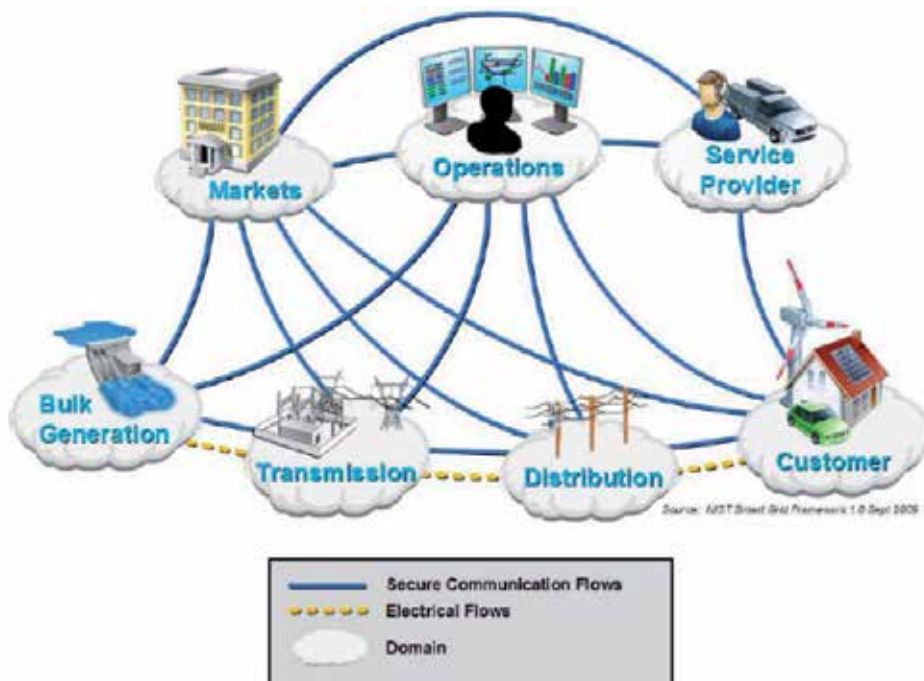 Operations
Service
Provider
Markets
Bulk
Generation
Transmission
Distribution
Customer
Source: NIST Smart Grid Framework 1.0 Sept 2009
Secure Communication Flows
Electrical Flows
Domain